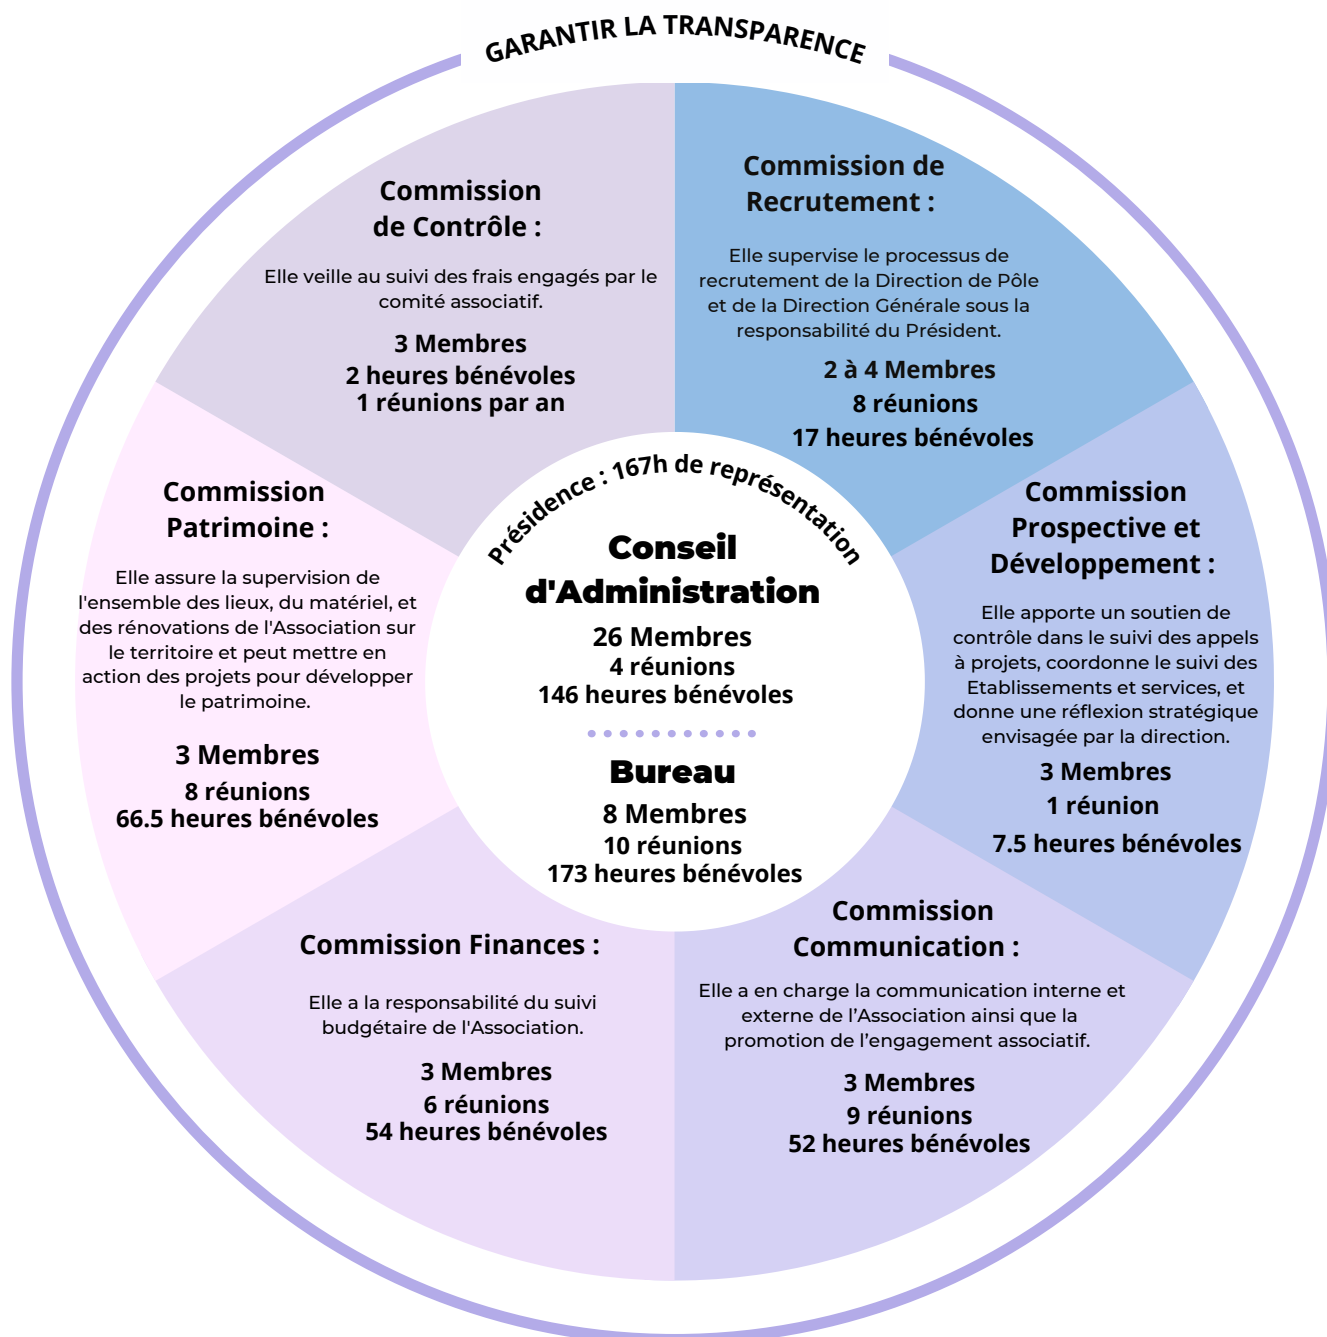 GARANTIR LA TRANSPARENCE
Commission
de Contrôle :
Elle veille au suivi des frais engagés par le
comité associatif.
3 Membres
2 heures bénévoles
1 réunions par an
Commission de
Recrutement :
Elle supervise le processus de
recrutement de la Direction de Pôle
et de la Direction Générale sous la
responsabilité du Président.
2 à 4 Membres
8 réunions
17 heures bénévoles
Commission
Patrimoine :
Elle assure la supervision de
l'ensemble des lieux, du matériel, et
des rénovations de l'Association sur
le territoire et peut mettre en
action des projets pour développer
le patrimoine.
3 Membres
8 réunions
66.5 heures bénévoles
Présidence : 167h de représentation
Conseil
d'Administration
26 Membres
4 réunions
146 heures bénévoles
Bureau
8 Membres
10 réunions
173 heures bénévoles
Commission
Prospective et
Développement :
Elle apporte un soutien de
contrôle dans le suivi des appels
à projets, coordonne le suivi des
Etablissements et services, et
donne une réflexion stratégique
envisagée par la direction.
3 Membres
1 réunion
7.5 heures bénévoles
Commission Finances :
Elle a la responsabilité du suivi
budgétaire de l'Association.
3 Membres
6 réunions
54 heures bénévoles
Commission
Communication :
Elle a en charge la communication interne et
externe de l’Association ainsi que la
promotion de l’engagement associatif.
3 Membres
9 réunions
52 heures bénévoles